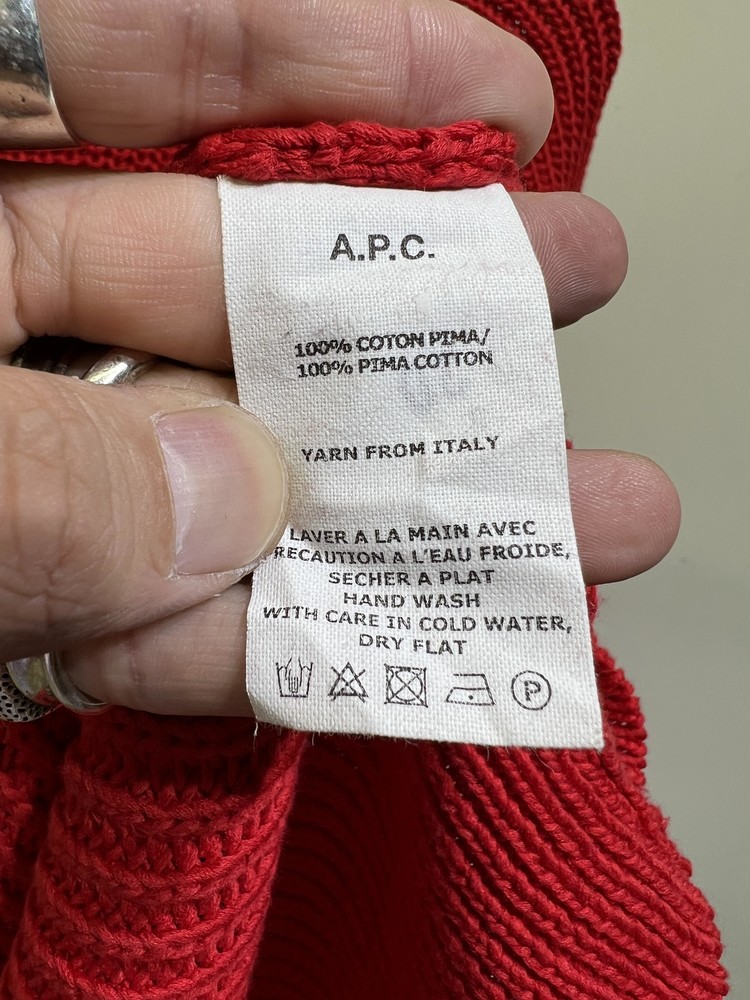 A.P.C.
100% COTON PIMA/
100% PIMA COTTON
YARN FROM ITALY
LAVER A LA MAIN AVEC
RECAUTION A L'EAU FROIDE,
SECHER A PLAT
HAND WASH
WITH CARE IN COLD WATER,
DRY FLAT
P